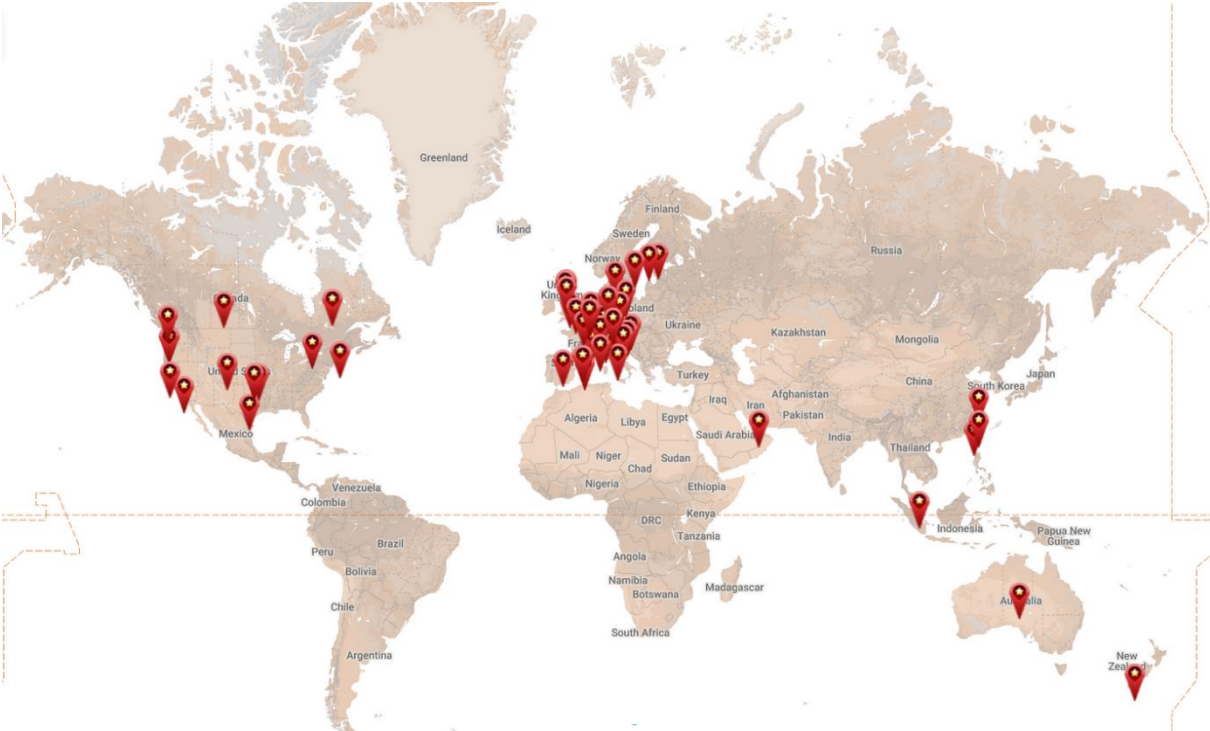 Greenland
Iceland
Finland
Sweden
Norway
Russia
Ukraine
Kazakhstan
Mongolia
Turkey
China
Japan
South Korea
Afghanistan
Iraq
Iran
Pakistan
Algeria
Libya
Egypt
Saudi Arabia
India
Thailand
Mexico
Mali
Niger
Chad
Sudan
Nigeria
Ethiopia
Venezuela
Colombia
Kenya
DRC
Tanzania
Indonesia
Papua New
Guinea
Brazil
Peru
Bolivia
Angola
Namibia
Botswana
Madagascar
Chile
South Africa
Argentina
New